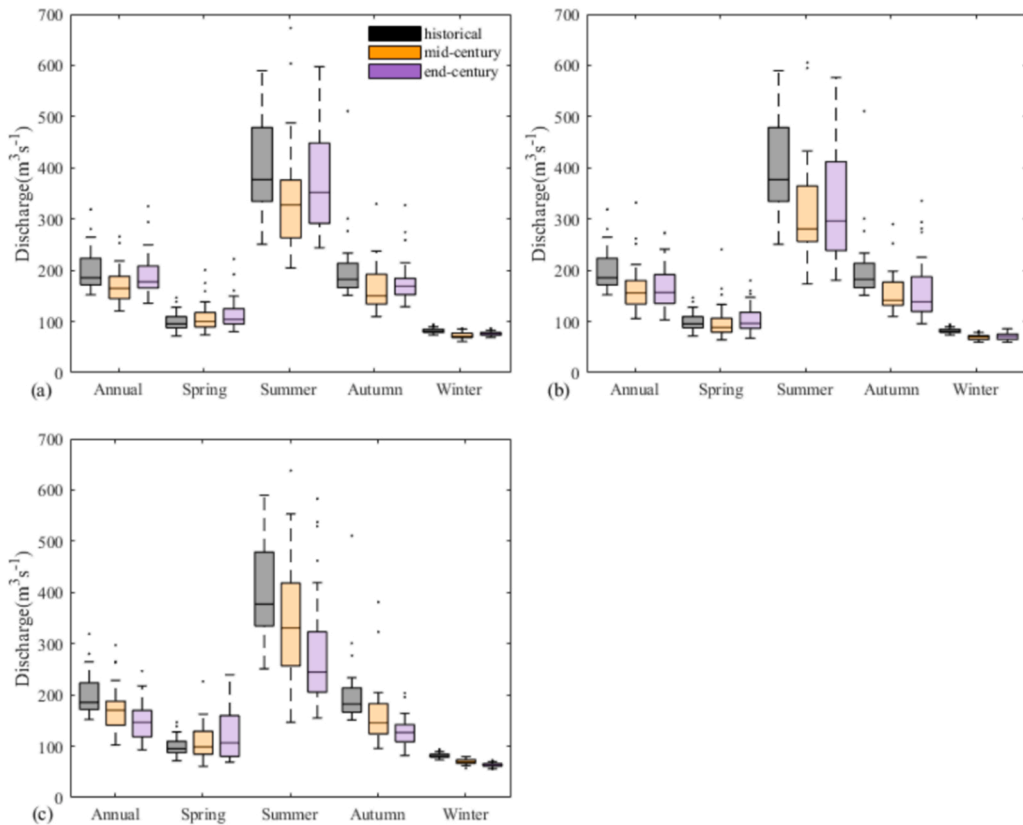 700
600
500
400
300
200
100
0
Discharge(m³s⁻¹)
historical
mid-century
end-century
(a)
Annual Spring Summer Autumn Winter
700
600
500
400
300
200
100
0
Discharge(m³s⁻¹)
(b)
Annual Spring Summer Autumn Winter
700
600
500
400
300
200
100
0
Discharge(m³s⁻¹)
(c)
Annual Spring Summer Autumn Winter